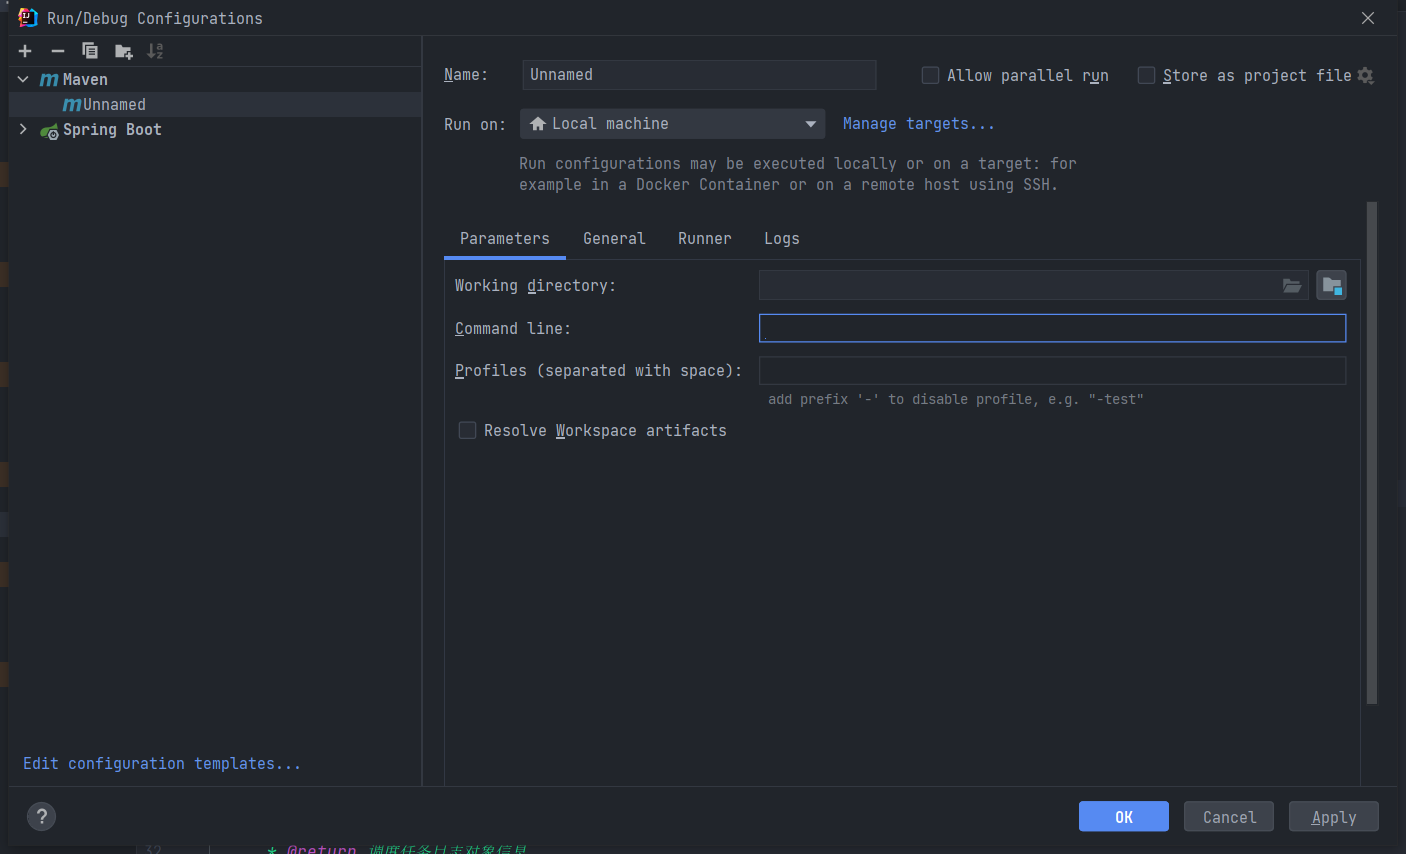 Run/Debug Configurations
Maven
Unnamed
Spring Boot
Edit configuration templates...
Name:
Unnamed
Allow parallel run
Store as project file
Run on:
Local machine
Manage targets...
Run configurations may be executed locally or on a target: for
example in a Docker Container or on a remote host using SSH.
Parameters
General
Runner
Logs
Working directory:
Command line:
Profiles (separated with space):
add prefix '-' to disable profile, e.g. "-test"
Resolve Workspace artifacts
?
OK
Cancel
Apply
32
* @return 调度任务日志对象信息